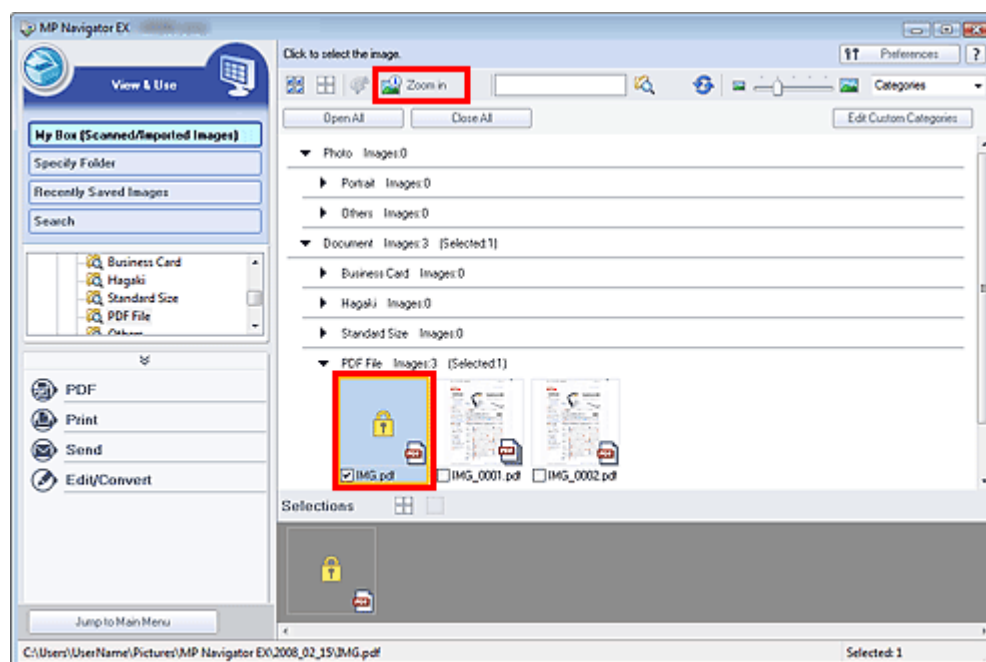 MP Navigator EX
Click to select the image.
Preferences
?
View & Use
Zoom in
Categories
Open All
Close All
Edit Custom Categories
My Box (Scanned/Imported Images)
Specify Folder
Recently Saved Images
Search
Business Card
Hagaki
Standard Size
PDF File
Others
PDF
Print
Send
Edit/Convert
Jump to Main Menu
Photo Images:0
Portrait Images:0
Others Images:0
Document Images:3 (Selected:1)
Business Card Images:0
Hagaki Images:0
Standard Size Images:0
PDF File Images:3 (Selected:1)
PDF
PDF
PDF
IMG.pdf
IMG_0001.pdf
IMG_0002.pdf
Selections
PDF
C:\Users\UserName\Pictures\MP Navigator EX\2008_02_15\IMG.pdf
Selected: 1